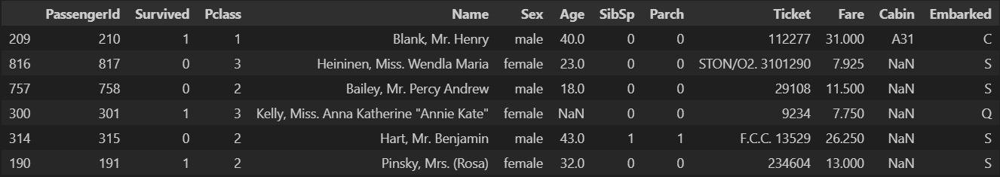 PassengerId Survived Pclass Name Sex Age SibSp Parch Ticket Fare Cabin Embarked
209 210 1 1 Blank, Mr. Henry male 40.0 0 0 112277 31.000 A31 C
816 817 0 3 Heininen, Miss. Wendla Maria female 23.0 0 0 STON/O2. 3101290 7.925 NaN S
757 758 0 2 Bailey, Mr. Percy Andrew male 18.0 0 0 29108 11.500 NaN S
300 301 1 3 Kelly, Miss. Anna Katherine "Annie Kate" female NaN 0 0 9234 7.750 NaN Q
314 315 0 2 Hart, Mr. Benjamin male 43.0 1 1 F.C.C. 13529 26.250 NaN S
190 191 1 2 Pinsky, Mrs. (Rosa) female 32.0 0 0 234604 13.000 NaN S